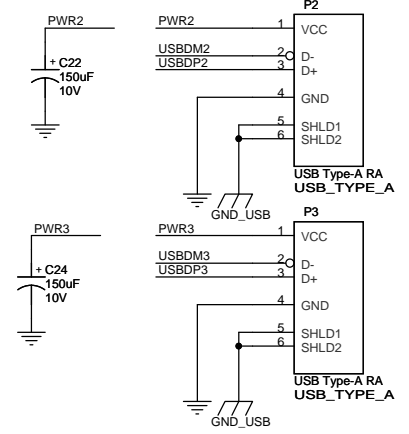 P2
PWR2
PWR2 1 VCC
+ C22
150uF
10V
USBDM2 2 D-
USBDP2 3 D+
4 GND
5 SHLD1
6 SHLD2
GND_USB
USB Type-A RA
USB_TYPE_A
P3
PWR3
PWR3 1 VCC
+ C24
150uF
10V
USBDM3 2 D-
USBDP3 3 D+
4 GND
5 SHLD1
6 SHLD2
GND_USB
USB Type-A RA
USB_TYPE_A